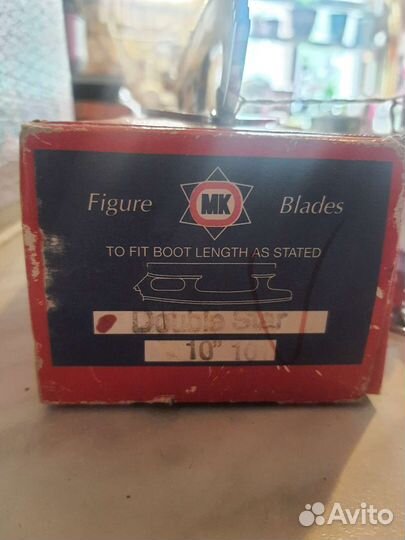 Figure MK Blades
TO FIT BOOT LENGTH AS STATED
Double Star
10" 10
Avito